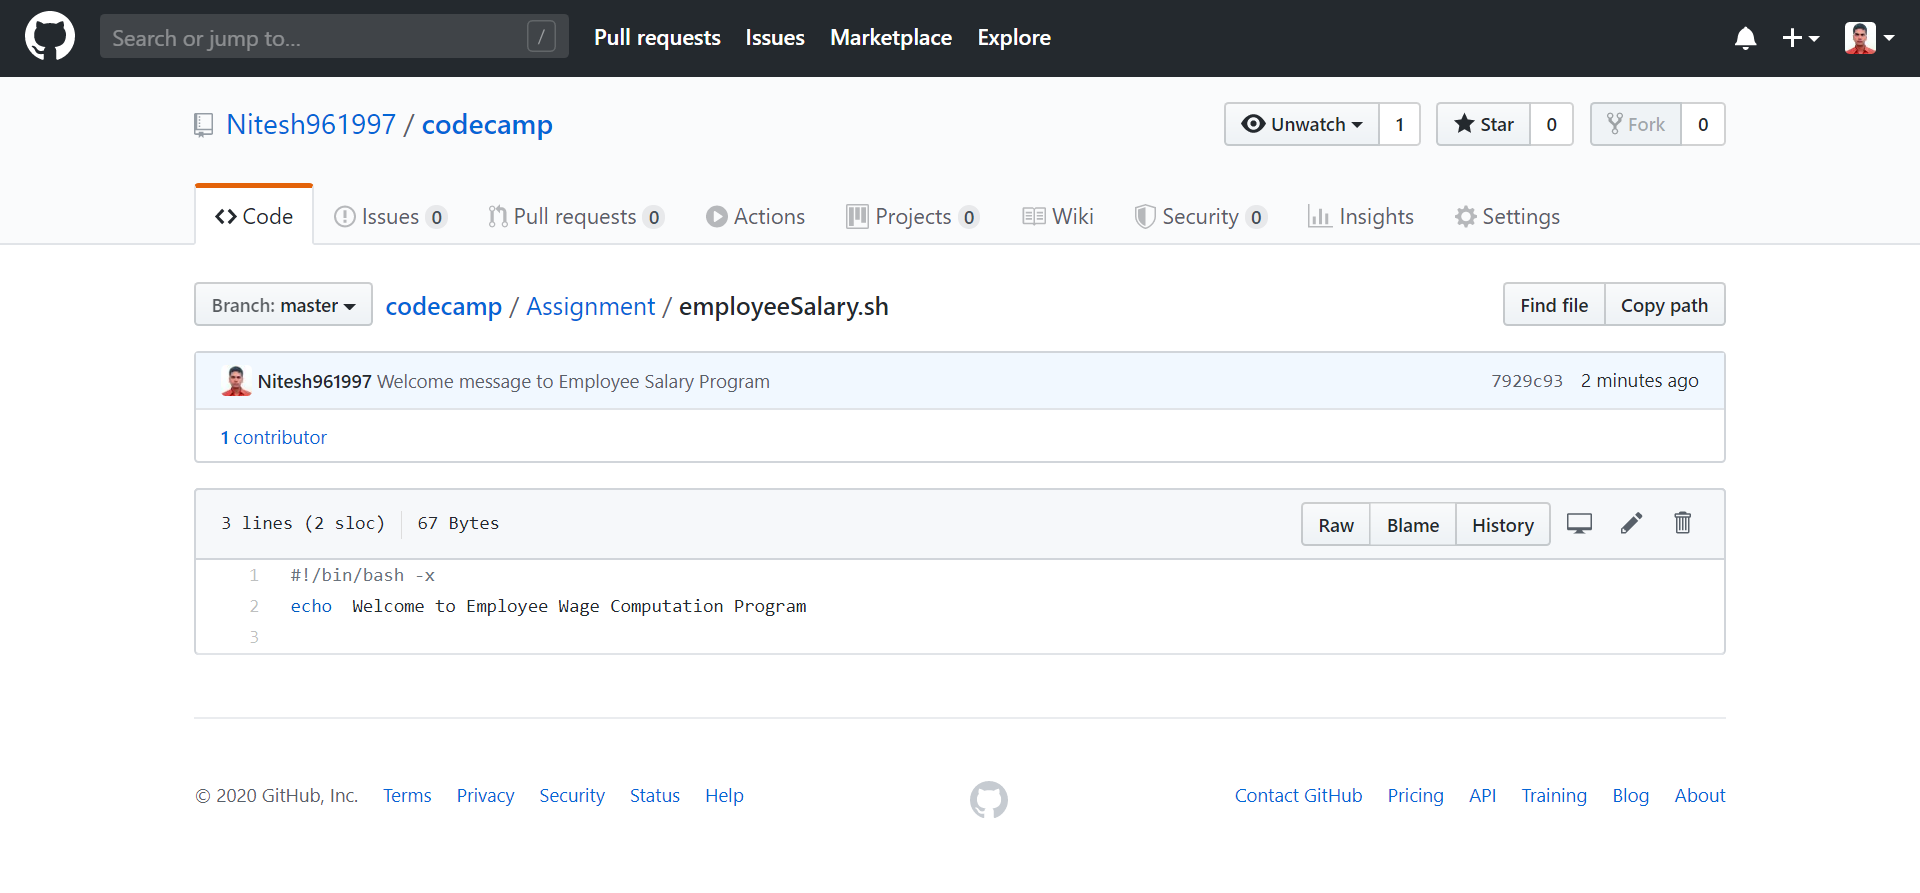 Search or jump to... /
Pull requests Issues Marketplace Explore
Nitesh961997 / codecamp
Unwatch 1 Star 0 Fork 0
Code Issues 0 Pull requests 0 Actions Projects 0 Wiki Security 0 Insights Settings
Branch: master codecamp / Assignment / employeeSalary.sh Find file Copy path
Nitesh961997 Welcome message to Employee Salary Program 7929c93 2 minutes ago
1 contributor
3 lines (2 sloc) 67 Bytes Raw Blame History
1 #!/bin/bash -x
2 echo  Welcome to Employee Wage Computation Program
3
© 2020 GitHub, Inc. Terms Privacy Security Status Help Contact GitHub Pricing API Training Blog About